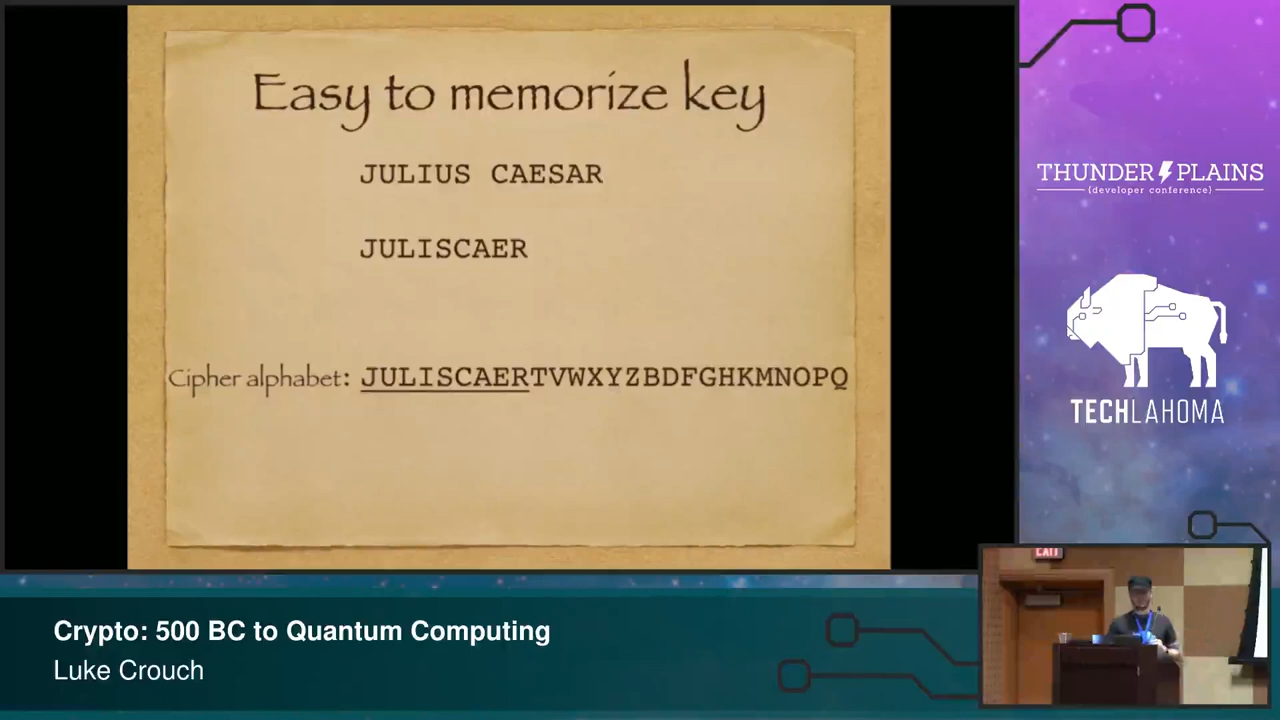 Easy to memorize key
JULIUS CAESAR
JULISCAER
Cipher alphabet: JULISCAERTVWXYZBDFGHKMNOPQ
THUNDER PLAINS
{developer conference}
TECHLAHOMA
EXIT
Crypto: 500 BC to Quantum Computing
Luke Crouch